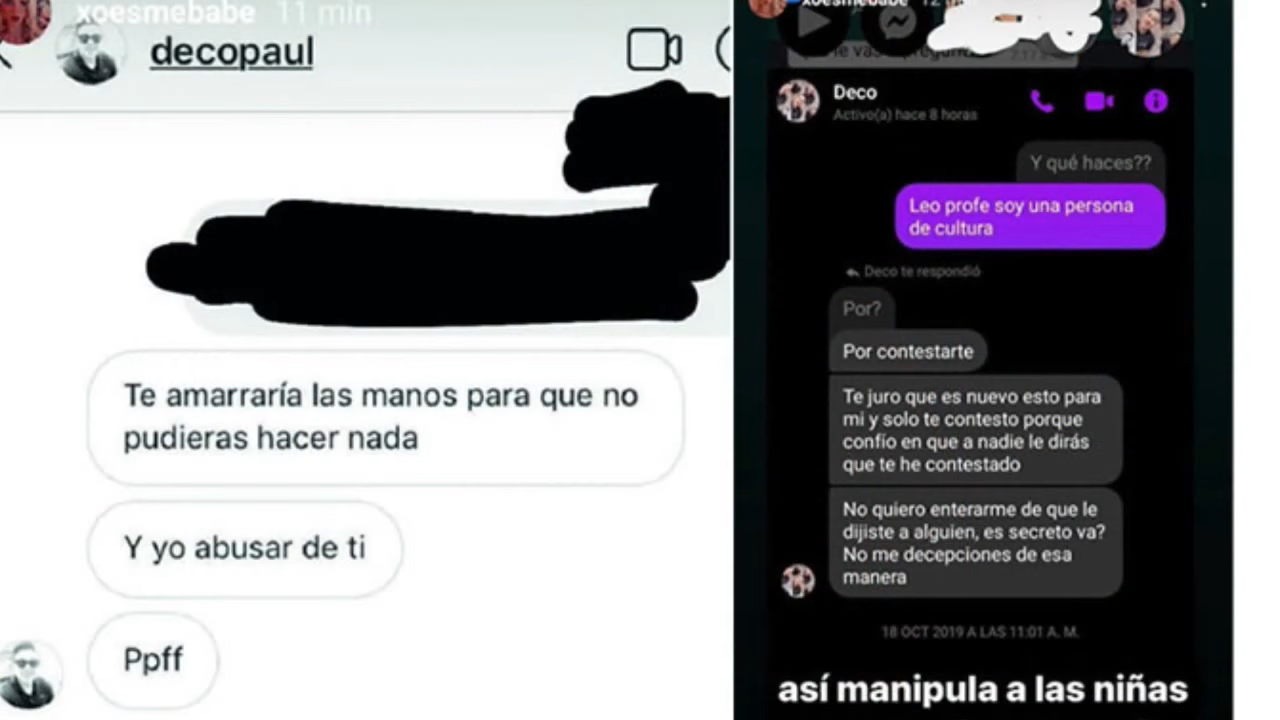 xoesmebabe 11 min
decopaul
Te amarraría las manos para que no
pudieras hacer nada
Y yo abusar de ti
Ppff
xoesmebabe
Deco
Activo(a) hace 8 horas
Y qué haces??
Leo profe soy una persona
de cultura
Deco te respondió
Por?
Por contestarte
Te juro que es nuevo esto para
mi y solo te contesto porque
confío en que a nadie le dirás
que te he contestado
No quiero enterarme de que le
dijiste a alguien, es secreto va?
No me decepciones de esa
manera
18 OCT 2019 A LAS 11:01 A. M.
así manipula a las niñas